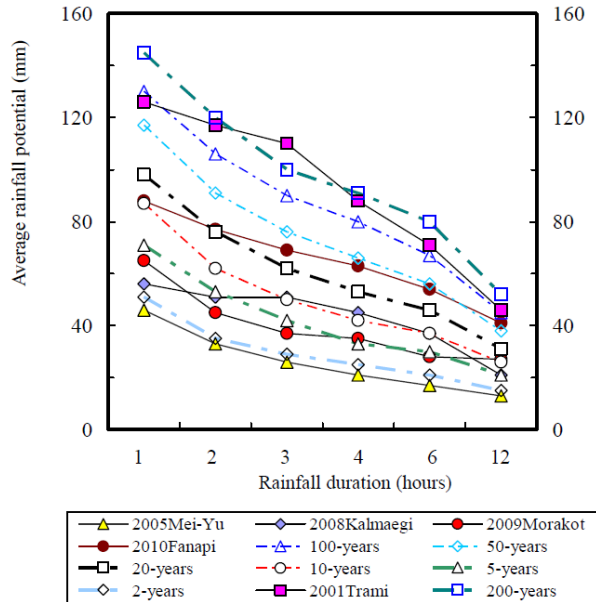 160 160
120 120
80 80
40 40
0 0
Average rainfall potential (mm)
1 2 3 4 6 12
Rainfall duration (hours)
2005Mei-Yu 2008Kalmaegi 2009Morakot
2010Fanapi 100-years 50-years
20-years 10-years 5-years
2-years 2001Trami 200-years